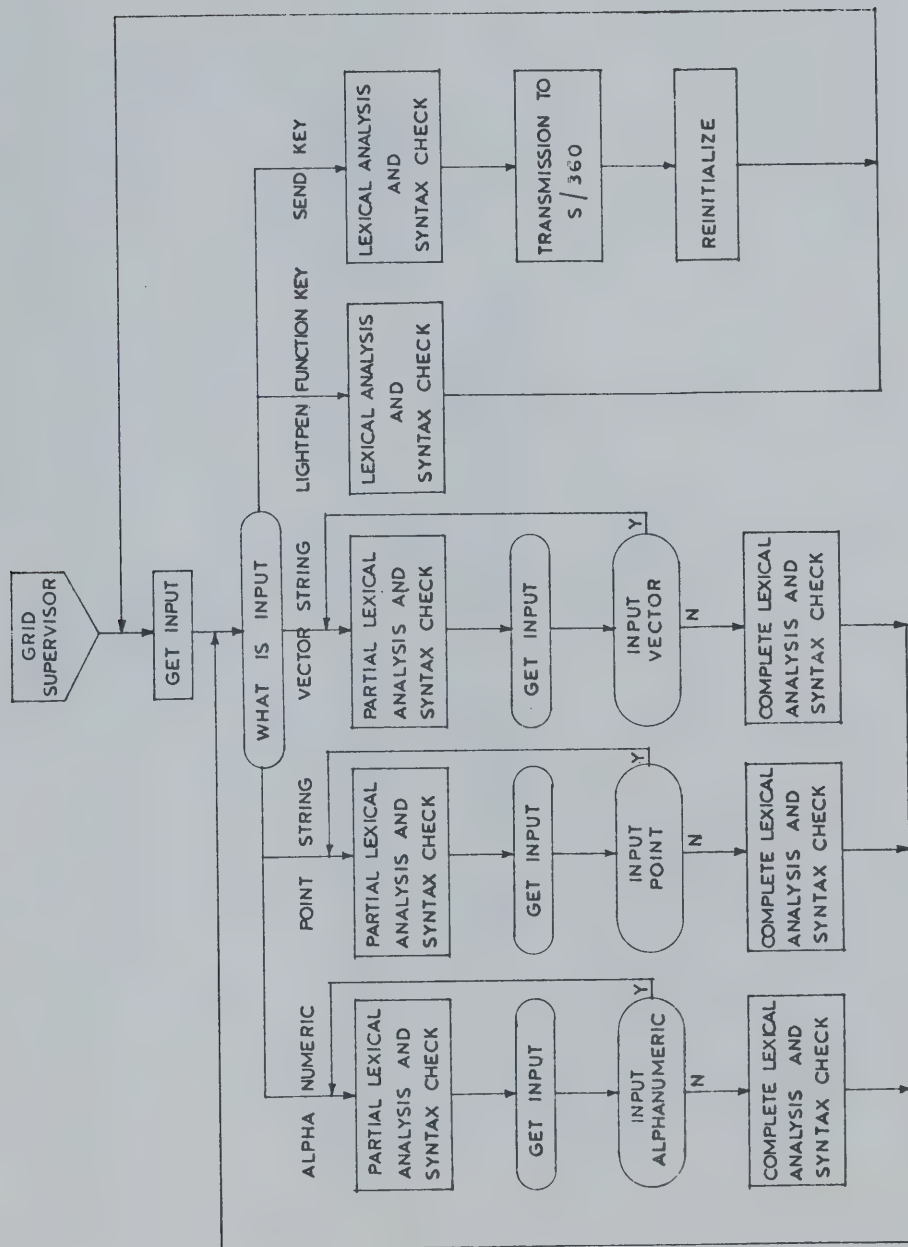 GRID
SUPERVISOR
GET INPUT
WHAT IS INPUT
ALPHA NUMERIC
POINT STRING
VECTOR STRING
LIGHTPEN FUNCTION KEY
SEND KEY
PARTIAL LEXICAL
ANALYSIS AND
SYNTAX CHECK
PARTIAL LEXICAL
ANALYSIS AND
SYNTAX CHECK
PARTIAL LEXICAL
ANALYSIS AND
SYNTAX CHECK
LEXICAL ANALYSIS
AND
SYNTAX CHECK
LEXICAL ANALYSIS
AND
SYNTAX CHECK
GET INPUT
GET INPUT
GET INPUT
TRANSMISSION TO
S/360
INPUT
ALPHANUMERIC
Y
N
INPUT
POINT
Y
N
INPUT
VECTOR
Y
N
REINITIALIZE
COMPLETE LEXICAL
ANALYSIS AND
SYNTAX CHECK
COMPLETE LEXICAL
ANALYSIS AND
SYNTAX CHECK
COMPLETE LEXICAL
ANALYSIS AND
SYNTAX CHECK